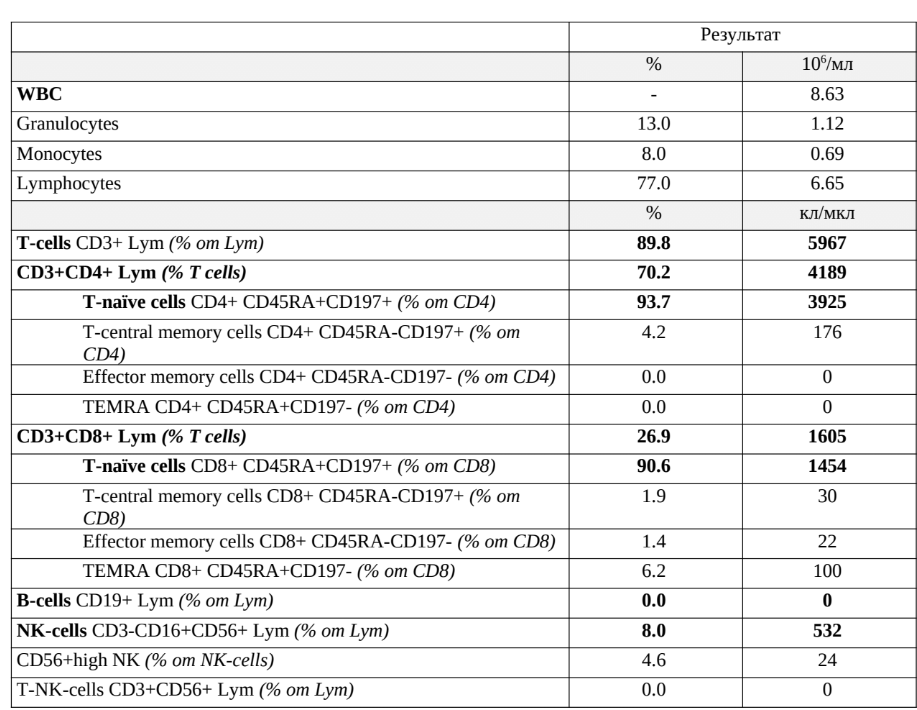 Результат
% 10⁶/мл
WBC - 8.63
Granulocytes 13.0 1.12
Monocytes 8.0 0.69
Lymphocytes 77.0 6.65
% кл/мкл
T-cells CD3+ Lym (% от Lym) 89.8 5967
CD3+CD4+ Lym (% T cells) 70.2 4189
T-naïve cells CD4+ CD45RA+CD197+ (% от CD4) 93.7 3925
T-central memory cells CD4+ CD45RA-CD197+ (% от 4.2 176
CD4)
Effector memory cells CD4+ CD45RA-CD197- (% от CD4) 0.0 0
TEMRA CD4+ CD45RA+CD197- (% от CD4) 0.0 0
CD3+CD8+ Lym (% T cells) 26.9 1605
T-naïve cells CD8+ CD45RA+CD197+ (% от CD8) 90.6 1454
T-central memory cells CD8+ CD45RA-CD197+ (% от 1.9 30
CD8)
Effector memory cells CD8+ CD45RA-CD197- (% от CD8) 1.4 22
TEMRA CD8+ CD45RA+CD197- (% от CD8) 6.2 100
B-cells CD19+ Lym (% от Lym) 0.0 0
NK-cells CD3-CD16+CD56+ Lym (% от Lym) 8.0 532
CD56+high NK (% от NK-cells) 4.6 24
T-NK-cells CD3+CD56+ Lym (% от Lym) 0.0 0